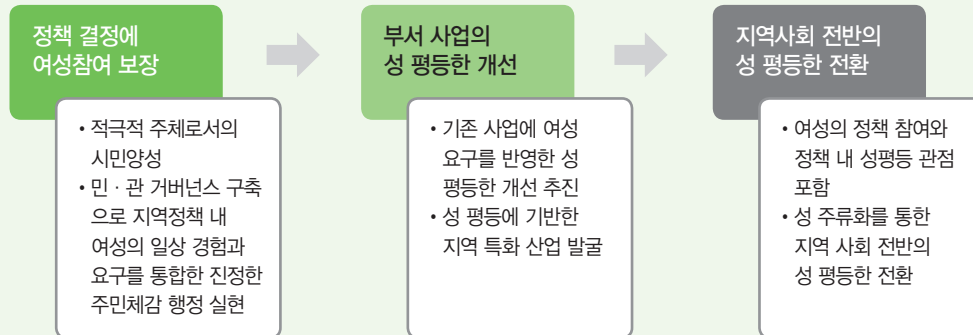 정책 결정에
여성참여 보장
• 적극적 주체로서의
시민양성
• 민 · 관 거버넌스 구축
으로 지역정책 내
여성의 일상 경험과
요구를 통합한 진정한
주민체감 행정 실현
부서 사업의
성 평등한 개선
• 기존 사업에 여성
요구를 반영한 성
평등한 개선 추진
• 성 평등에 기반한
지역 특화 산업 발굴
지역사회 전반의
성 평등한 전환
• 여성의 정책 참여와
정책 내 성평등 관점
포함
• 성 주류화를 통한
지역 사회 전반의
성 평등한 전환